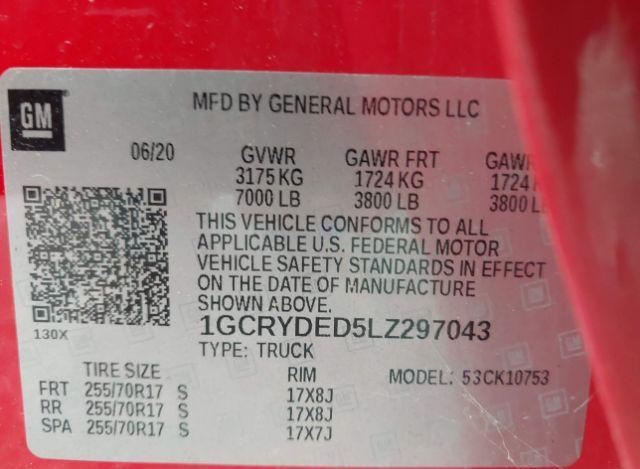 GM
MFD BY GENERAL MOTORS LLC
06/20 GVWR GAWR FRT
3175 KG 1724 KG 1724
7000 LB 3800 LB 3800
THIS VEHICLE CONFORMS TO ALL
APPLICABLE U.S. FEDERAL MOTOR
VEHICLE SAFETY STANDARDS IN EFFECT
ON THE DATE OF MANUFACTURE
SHOWN ABOVE.
130X 1GCRYDED5LZ297043
TYPE: TRUCK
TIRE SIZE RIM MODEL: 53CK10753
FRT 255/70R17 S 17X8J
RR 255/70R17 S 17X8J
SPA 255/70R17 S 17X7J